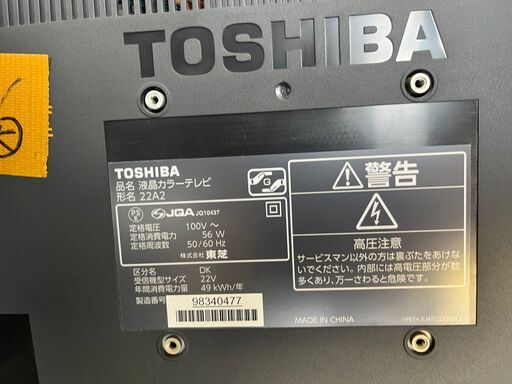 TOSHIBA
TOSHIBA
品名 液晶カラーテレビ
形名 22A2
PS
E
JQA JQ10437
定格電圧 100V ～
定格消費電力 56 W
定格周波数 50/60 Hz
株式会社 東芝
区分名 DK
受信機型サイズ 22V
年間消費電力量 49 kWh/年
製造番号 98340477
警告
高圧注意
サービスマン以外の方は裏ぶたをあけな
いでください。内部には高電圧部分が数
多くあり、万一さわると危険です。
MADE IN CHINA